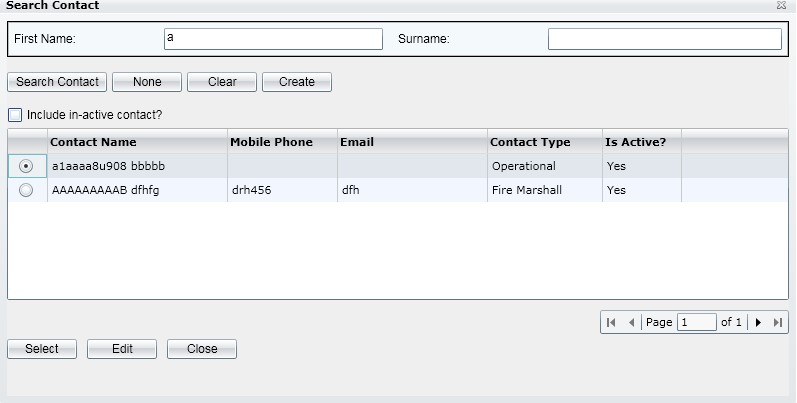 Search Contact
First Name: a Surname:
Search Contact None Clear Create
Include in-active contact?
Contact Name Mobile Phone Email Contact Type Is Active?
a1aaaa8u908 bbbbb Operational Yes
AAAAAAAAAB dfhfg drh456 dfh Fire Marshall Yes
Page 1 of 1
Select Edit Close